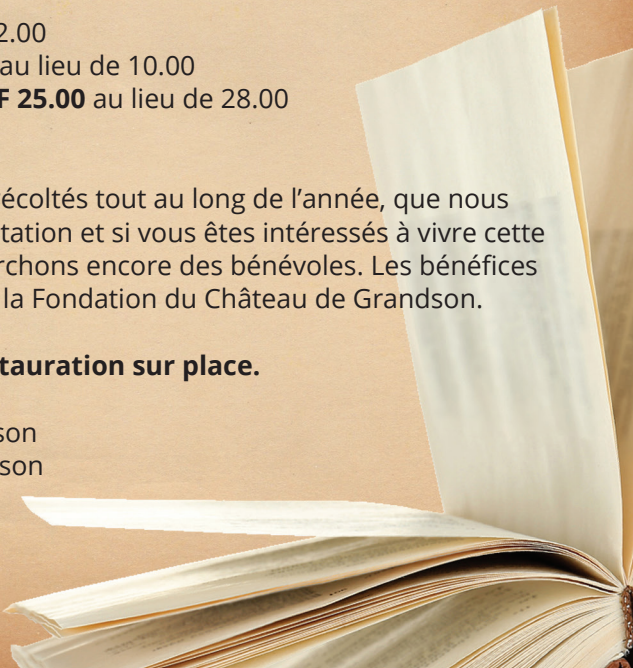 2.00
au lieu de 10.00
F 25.00 au lieu de 28.00
écoltés tout au long de l’année, que nous
tation et si vous êtes intéressés à vivre cette
rchons encore des bénévoles. Les bénéfices
la Fondation du Château de Grandson.
tauration sur place.
son
son